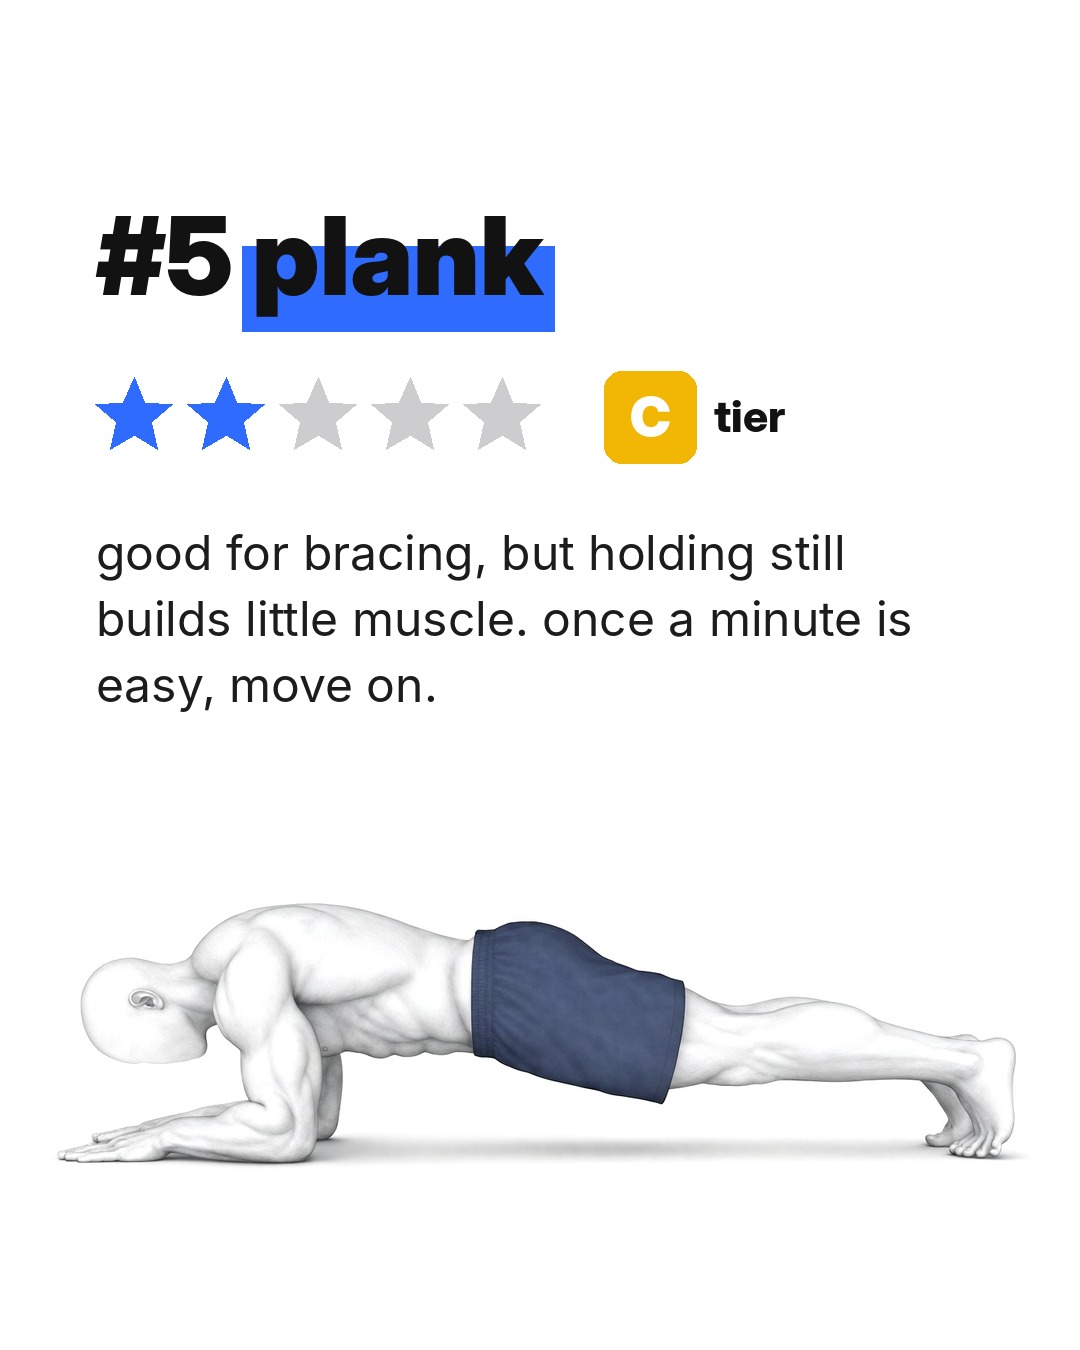 #5 plank
C tier
good for bracing, but holding still
builds little muscle. once a minute is
easy, move on.